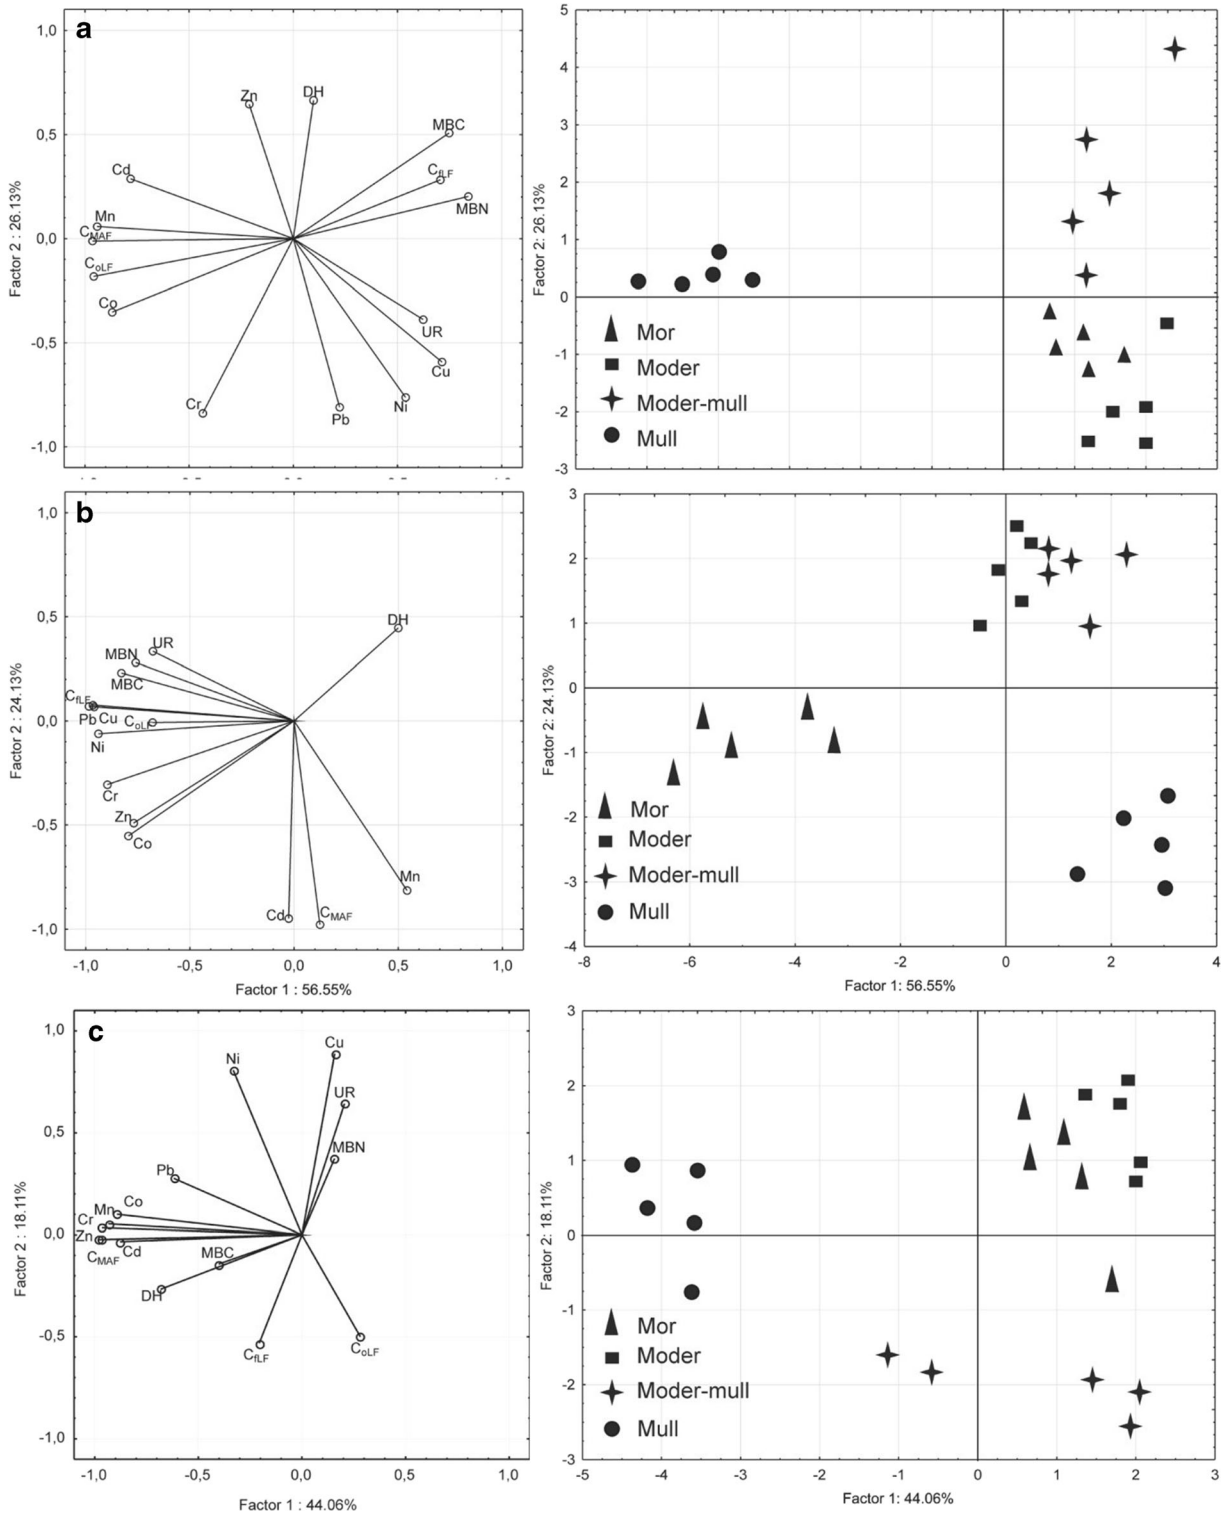 a
1,0
0,5
0,0
-0,5
-1,0
Factor 2 : 26.13%
Zn
DH
MBC
CfLF
MBN
Cd
Mn
CMAF
CoLF
Co
UR
Cu
Ni
Pb
Cr
5
4
3
2
1
0
-1
-2
-3
Factor 2: 26.13%
Mor
Moder
Moder-mull
Mull
b
1,0
0,5
0,0
-0,5
-1,0
Factor 2 : 24.13%
DH
UR
MBN
MBC
CfLF
Pb
Cu
CoLF
Ni
Cr
Zn
Co
Cd
CMAF
Mn
-1,0 -0,5 0,0 0,5 1,0
Factor 1 : 56.55%
3
2
1
0
-1
-2
-3
-4
Factor 2: 24.13%
Mor
Moder
Moder-mull
Mull
-8 -6 -4 -2 0 2 4
Factor 1: 56.55%
c
1,0
0,5
0,0
-0,5
-1,0
Factor 2 : 18.11%
Cu
Ni
UR
MBN
Pb
Co
Mn
Cr
Zn
CMAF
Cd
MBC
DH
CfLF
CoLF
-1,0 -0,5 0,0 0,5 1,0
Factor 1 : 44.06%
3
2
1
0
-1
-2
-3
Factor 2: 18.11%
Mor
Moder
Moder-mull
Mull
-5 -4 -3 -2 -1 0 1 2 3
Factor 1: 44.06%